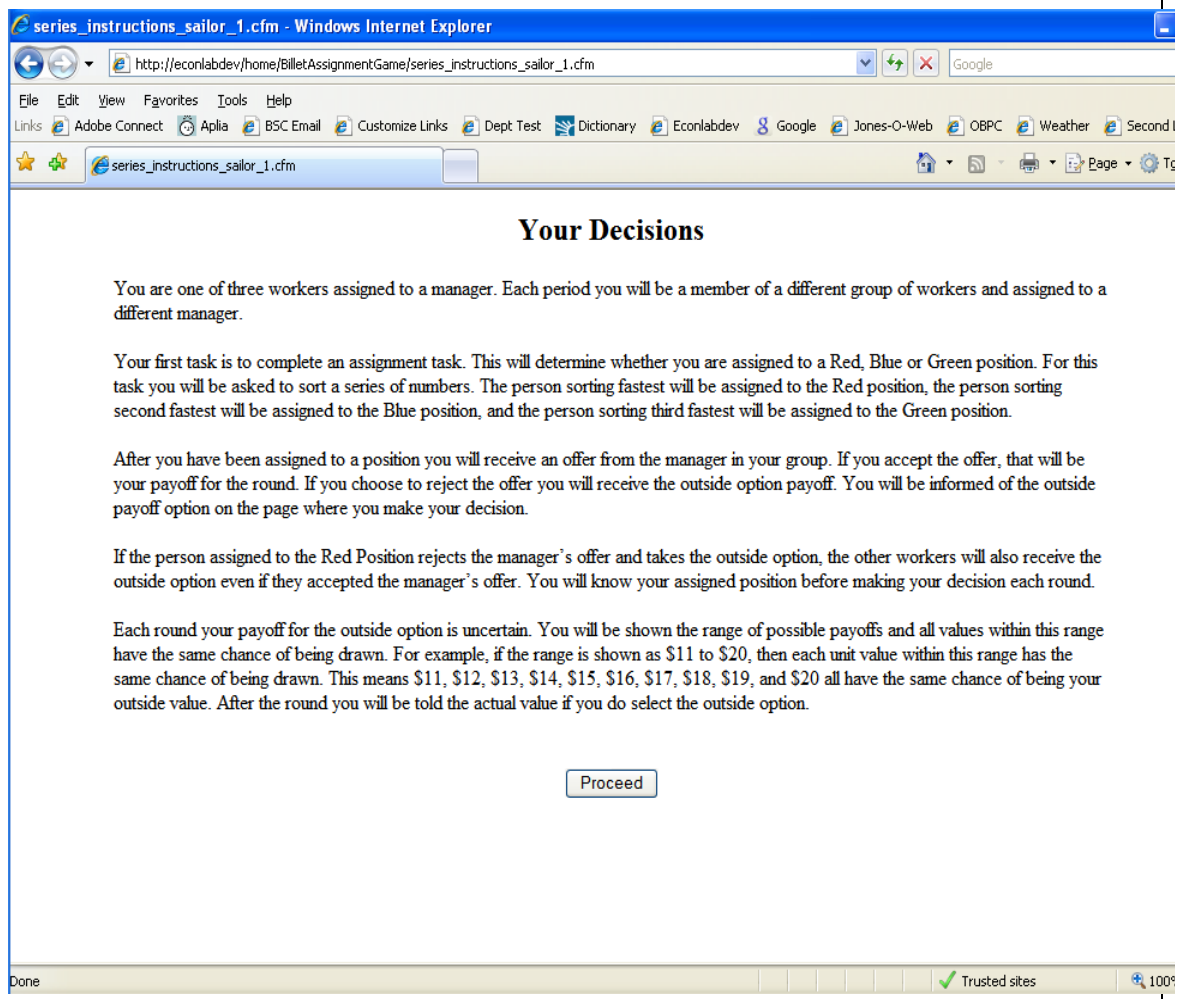 series_instructions_sailor_1.cfm - Windows Internet Explorer
http://econlabdev/home/BilletAssignmentGame/series_instructions_sailor_1.cfm
Google
File Edit View Favorites Tools Help
Links Adobe Connect Aplia BSC Email Customize Links Dept Test Dictionary Econlabdev Google Jones-O-Web OBPC Weather Second
series_instructions_sailor_1.cfm
Page
Your Decisions
You are one of three workers assigned to a manager. Each period you will be a member of a different group of workers and assigned to a
different manager.
Your first task is to complete an assignment task. This will determine whether you are assigned to a Red, Blue or Green position. For this
task you will be asked to sort a series of numbers. The person sorting fastest will be assigned to the Red position, the person sorting
second fastest will be assigned to the Blue position, and the person sorting third fastest will be assigned to the Green position.
After you have been assigned to a position you will receive an offer from the manager in your group. If you accept the offer, that will be
your payoff for the round. If you choose to reject the offer you will receive the outside option payoff. You will be informed of the outside
payoff option on the page where you make your decision.
If the person assigned to the Red Position rejects the manager's offer and takes the outside option, the other workers will also receive the
outside option even if they accepted the manager's offer. You will know your assigned position before making your decision each round.
Each round your payoff for the outside option is uncertain. You will be shown the range of possible payoffs and all values within this range
have the same chance of being drawn. For example, if the range is shown as $11 to $20, then each unit value within this range has the
same chance of being drawn. This means $11, $12, $13, $14, $15, $16, $17, $18, $19, and $20 all have the same chance of being your
outside value. After the round you will be told the actual value if you do select the outside option.
Proceed
Done
Trusted sites
100%